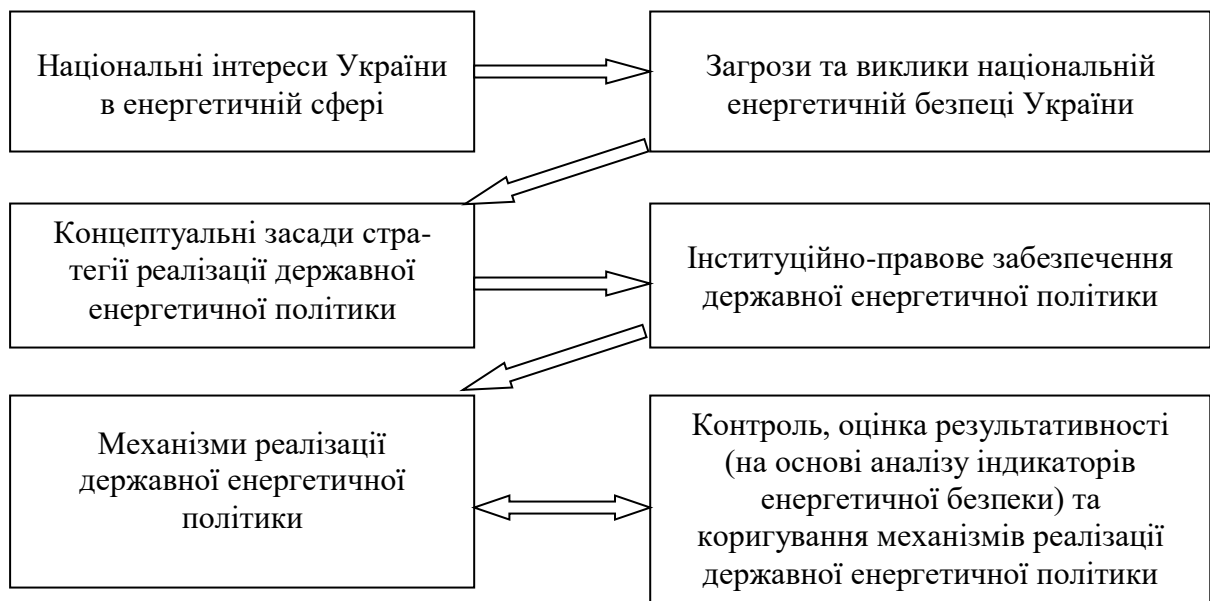 Національні інтереси України
в енергетичній сфері
Загрози та виклики національній
енергетичній безпеці України
Концептуальні засади стра-
тегії реалізації державної
енергетичної політики
Інституційно-правове забезпечення
державної енергетичної політики
Механізми реалізації
державної енергетичної
політики
Контроль, оцінка результативності
(на основі аналізу індикаторів
енергетичної безпеки) та
коригування механізмів реалізації
державної енергетичної політики